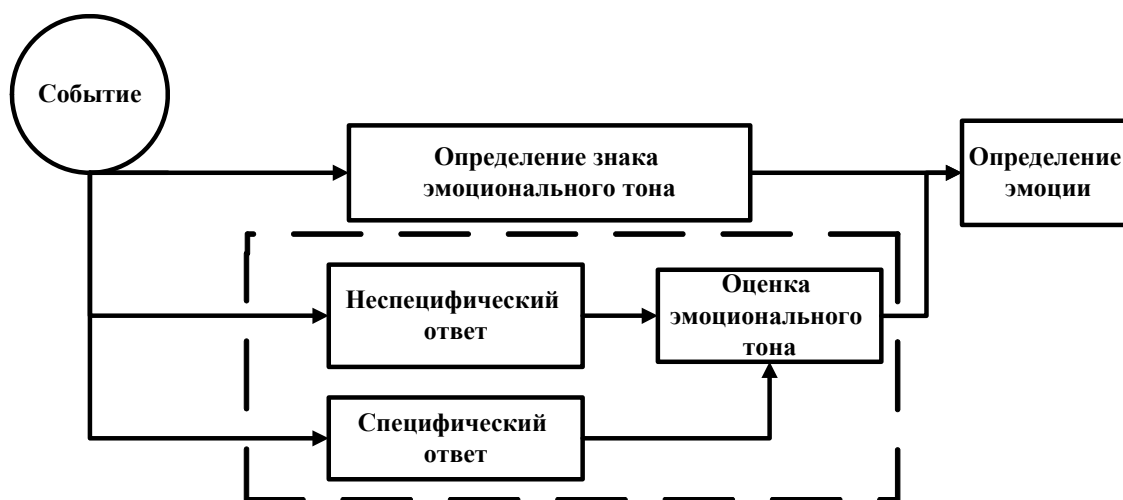 Событие
Определение знака
эмоционального тона
Определение
эмоции
Неспецифический
ответ
Оценка
эмоционального
тона
Специфический
ответ